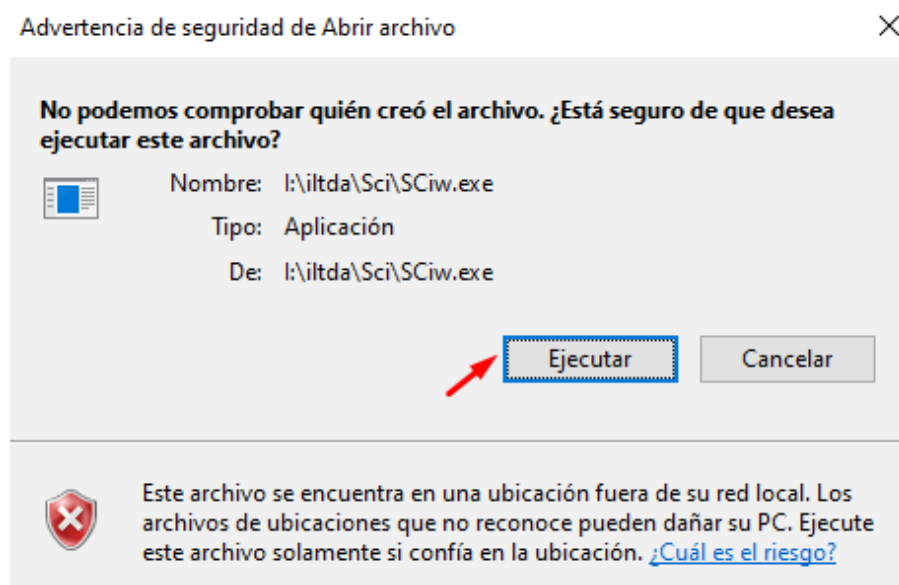 Advertencia de seguridad de Abrir archivo
No podemos comprobar quién creó el archivo. ¿Está seguro de que desea
ejecutar este archivo?
Nombre: I:\iltda\Sci\SCiw.exe
Tipo: Aplicación
De: I:\iltda\Sci\SCiw.exe
Ejecutar Cancelar
Este archivo se encuentra en una ubicación fuera de su red local. Los
archivos de ubicaciones que no reconoce pueden dañar su PC. Ejecute
este archivo solamente si confía en la ubicación. ¿Cuál es el riesgo?